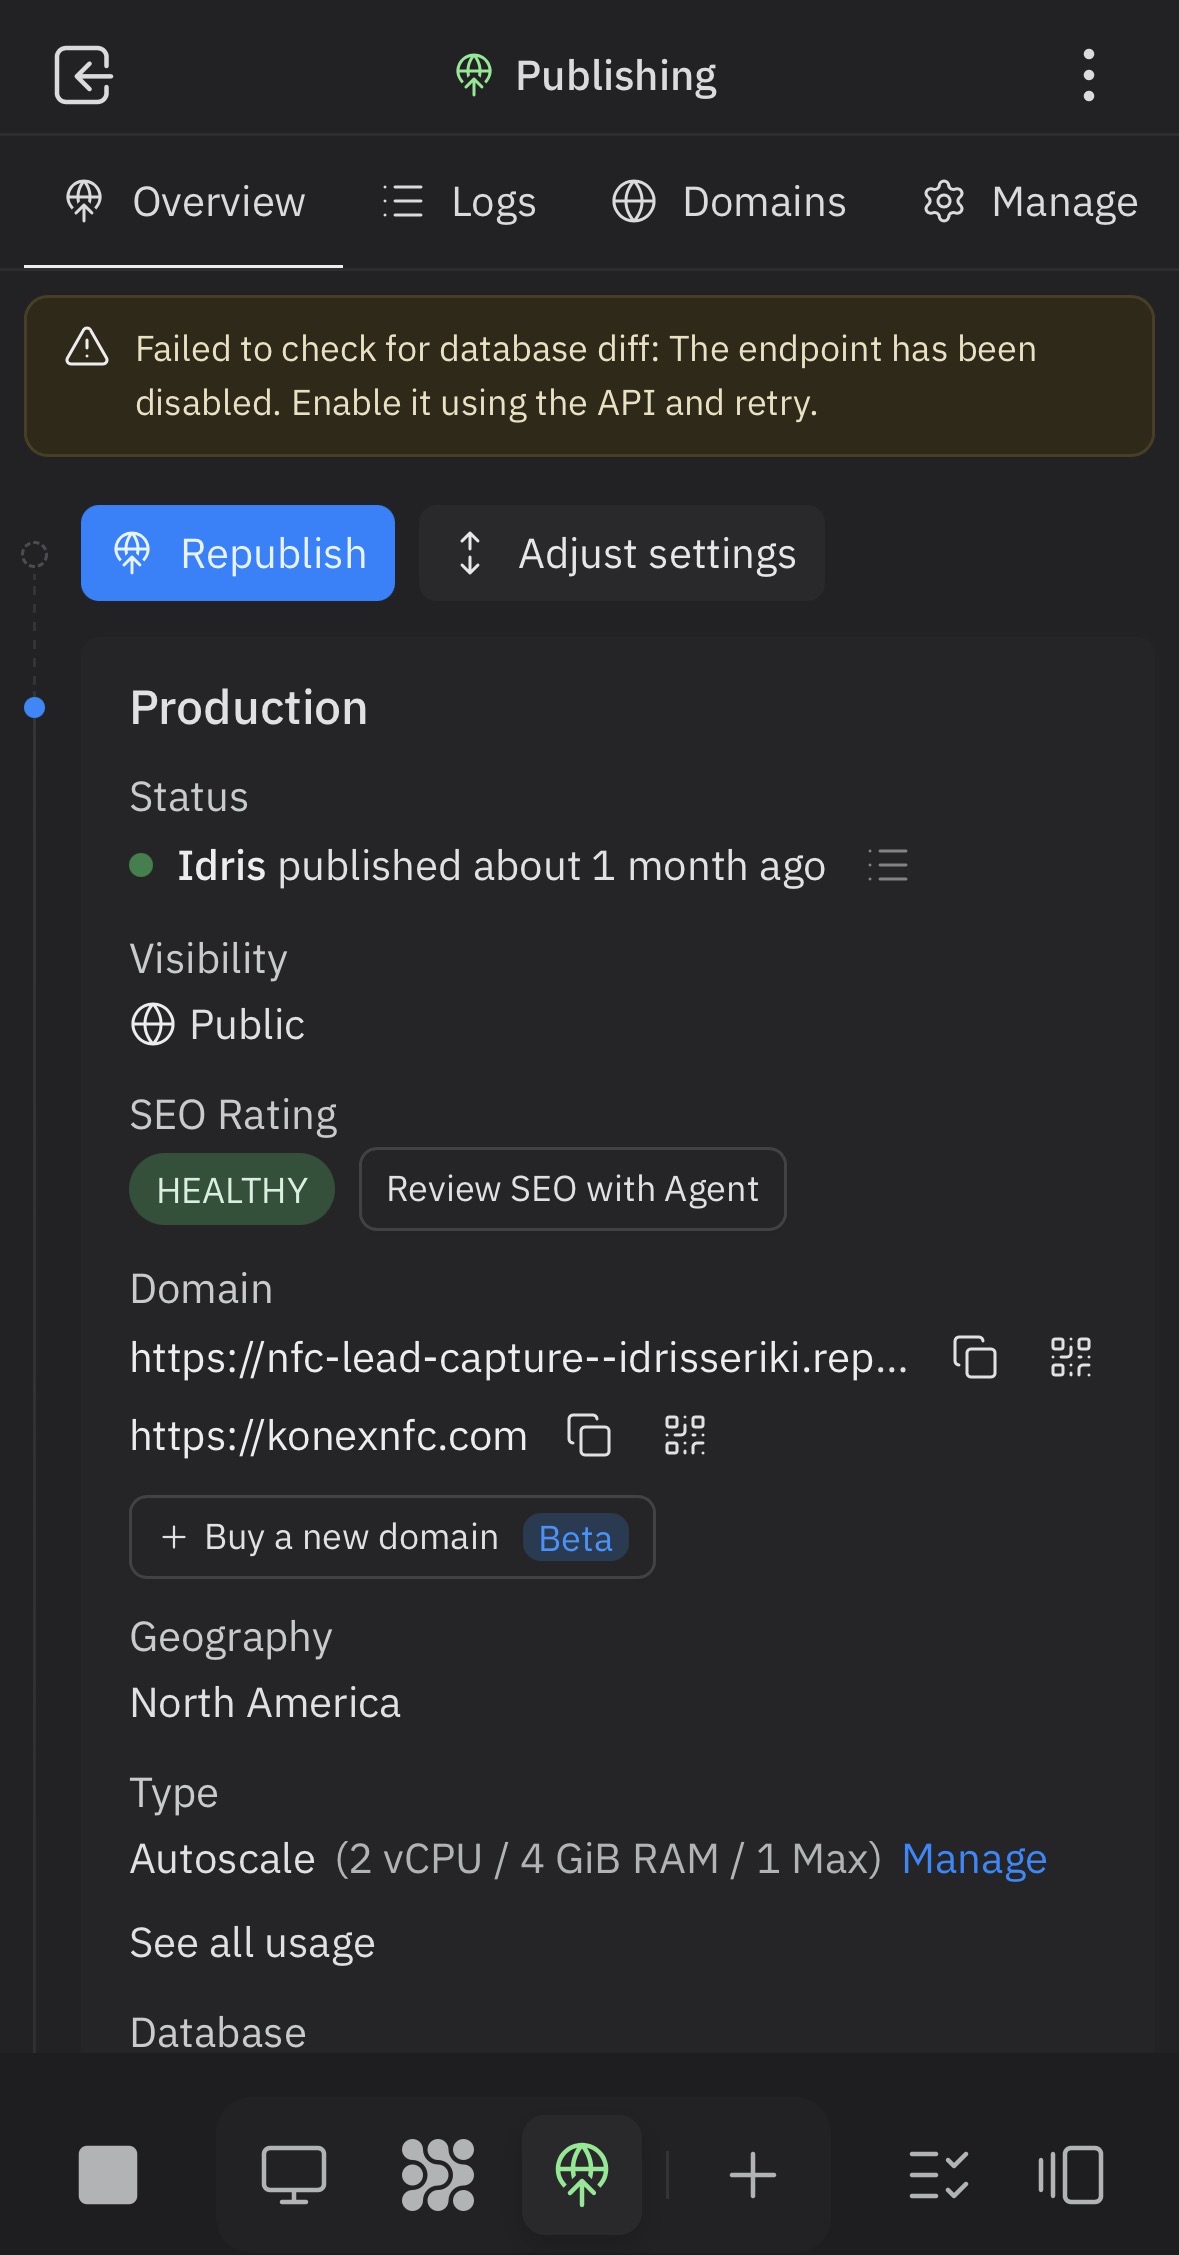 Publishing
Overview
Logs
Domains
Manage
Failed to check for database diff: The endpoint has been
disabled. Enable it using the API and retry.
Republish
Adjust settings
Production
Status
Idris published about 1 month ago
Visibility
Public
SEO Rating
HEALTHY
Review SEO with Agent
Domain
https://nfc-lead-capture--idrisseriki.rep...
https://konexnfc.com
+ Buy a new domain Beta
Geography
North America
Type
Autoscale (2 vCPU / 4 GiB RAM / 1 Max) Manage
See all usage
Database